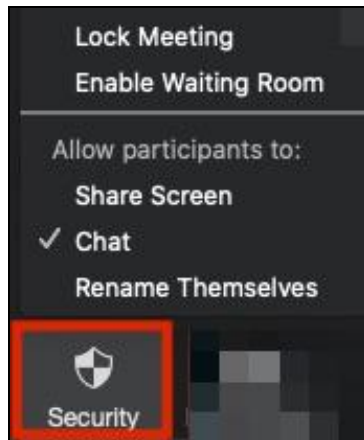 Lock Meeting
Enable Waiting Room
Allow participants to:
Share Screen
✓ Chat
Rename Themselves
Security